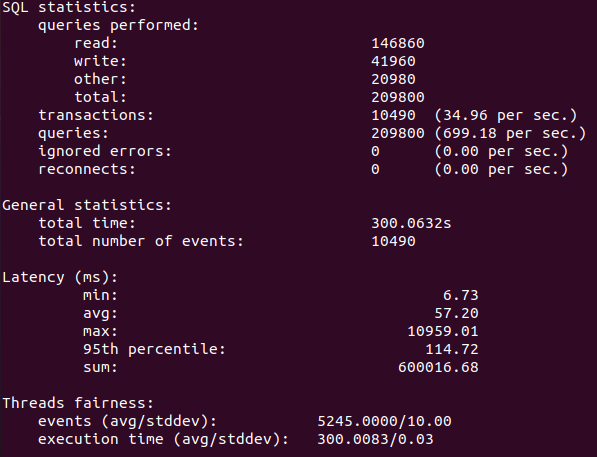 SQL statistics:
queries performed:
read: 146860
write: 41960
other: 20980
total: 209800
transactions: 10490 (34.96 per sec.)
queries: 209800 (699.18 per sec.)
ignored errors: 0 (0.00 per sec.)
reconnects: 0 (0.00 per sec.)
General statistics:
total time: 300.0632s
total number of events: 10490
Latency (ms):
min: 6.73
avg: 57.20
max: 10959.01
95th percentile: 114.72
sum: 600016.68
Threads fairness:
events (avg/stddev): 5245.0000/10.00
execution time (avg/stddev): 300.0083/0.03